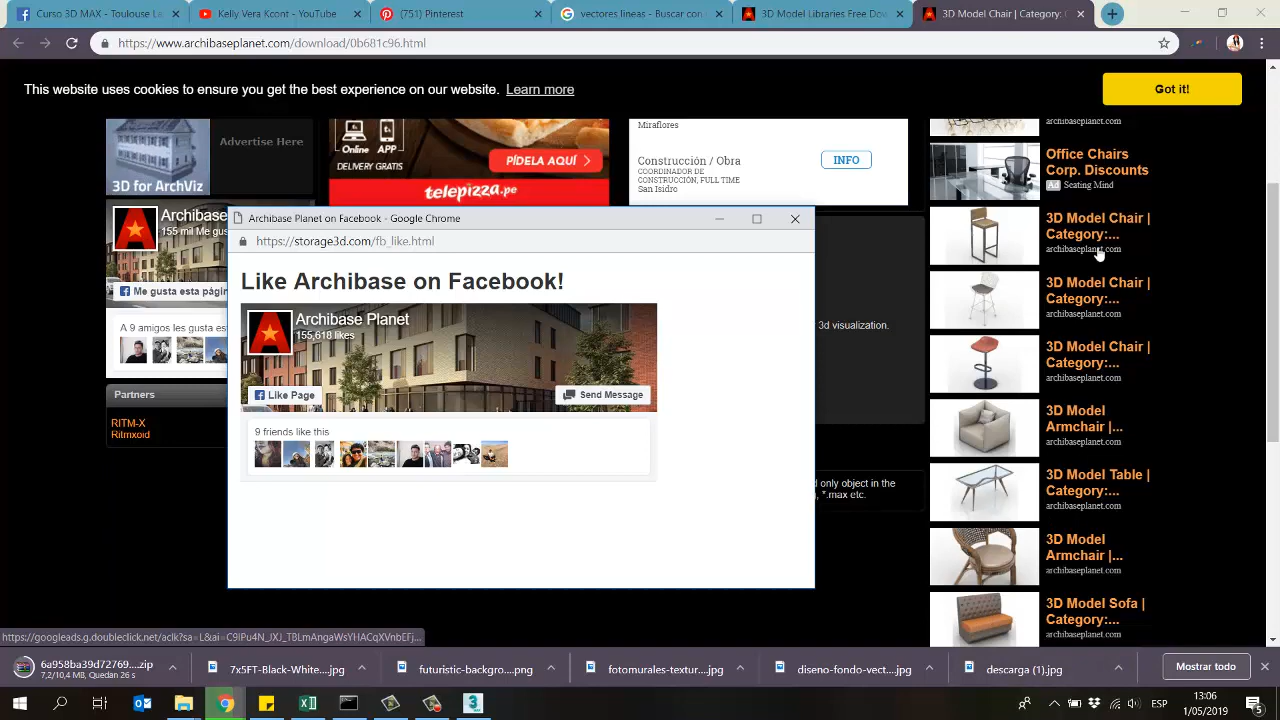 Curso 3D MAX - Toulouse L
Kelly Vera Kcont - YouTube
(751) Pinterest
vectores líneas - Buscar con
3D Model Libraries Free Dow
3D Model Chair | Category:
https://www.archibaseplanet.com/download/0b681c96.html
This website uses cookies to ensure you get the best experience on our website. Learn more
Got it!
3D for ArchViz
Advertise Here
Online
APP
DELIVERY GRATIS
PÍDELA AQUÍ
telepizza.pe
Miraflores
Construcción / Obra
COORDINADOR DE
CONSTRUCCIÓN, FULL TIME
San Isidro
INFO
archibaseplanet.com
Office Chairs
Corp. Discounts
Ad Seating Mind
3D Model Chair |
Category:...
archibaseplanet.com
3D Model Chair |
Category:...
archibaseplanet.com
3D Model Chair |
Category:...
archibaseplanet.com
3D Model
Armchair |...
archibaseplanet.com
3D Model Table |
Category:...
archibaseplanet.com
3D Model
Armchair |...
archibaseplanet.com
3D Model Sofa |
Category:...
Archibase
155 mil Me gus
Me gusta esta págin
A 9 amigos les gusta es
Partners
RITM-X
Ritmxoid
Archibase Planet on Facebook - Google Chrome
https://storage3d.com/fb_like.html
Like Archibase on Facebook!
Archibase Planet
155,618 likes
Like Page
Send Message
9 friends like this
3d visualization.
d only object in the
), *.max etc.
6a958ba39d72769....zip
7,2/10,4 MB, Quedan 26 s
7x5FT-Black-White....jpg
futuristic-backgro....png
fotomurales-textur....jpg
diseno-fondo-vect....jpg
descarga (1).jpg
Mostrar todo
ESP
13:06
1/05/2019
5